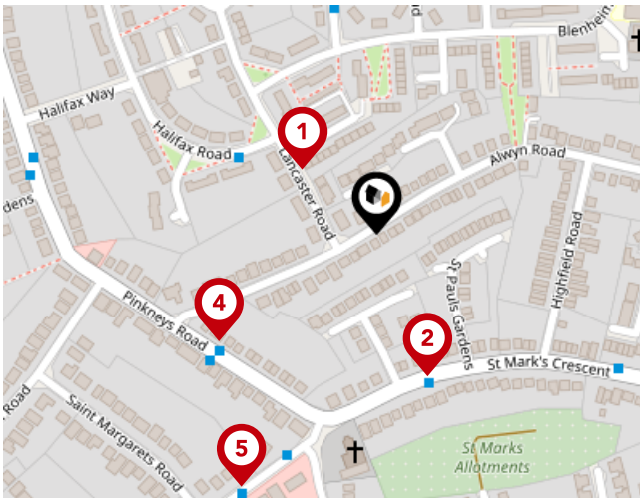 Blenheim
Halifax Way
1
Halifax Road
Lancaster Road
Alwyn Road
dens
Highfield Road
St Pauls Gardens
4
Pinkneys Road
2
St Mark's Crescent
Road
Saint Margarets Road
5
St Marks
Allotments